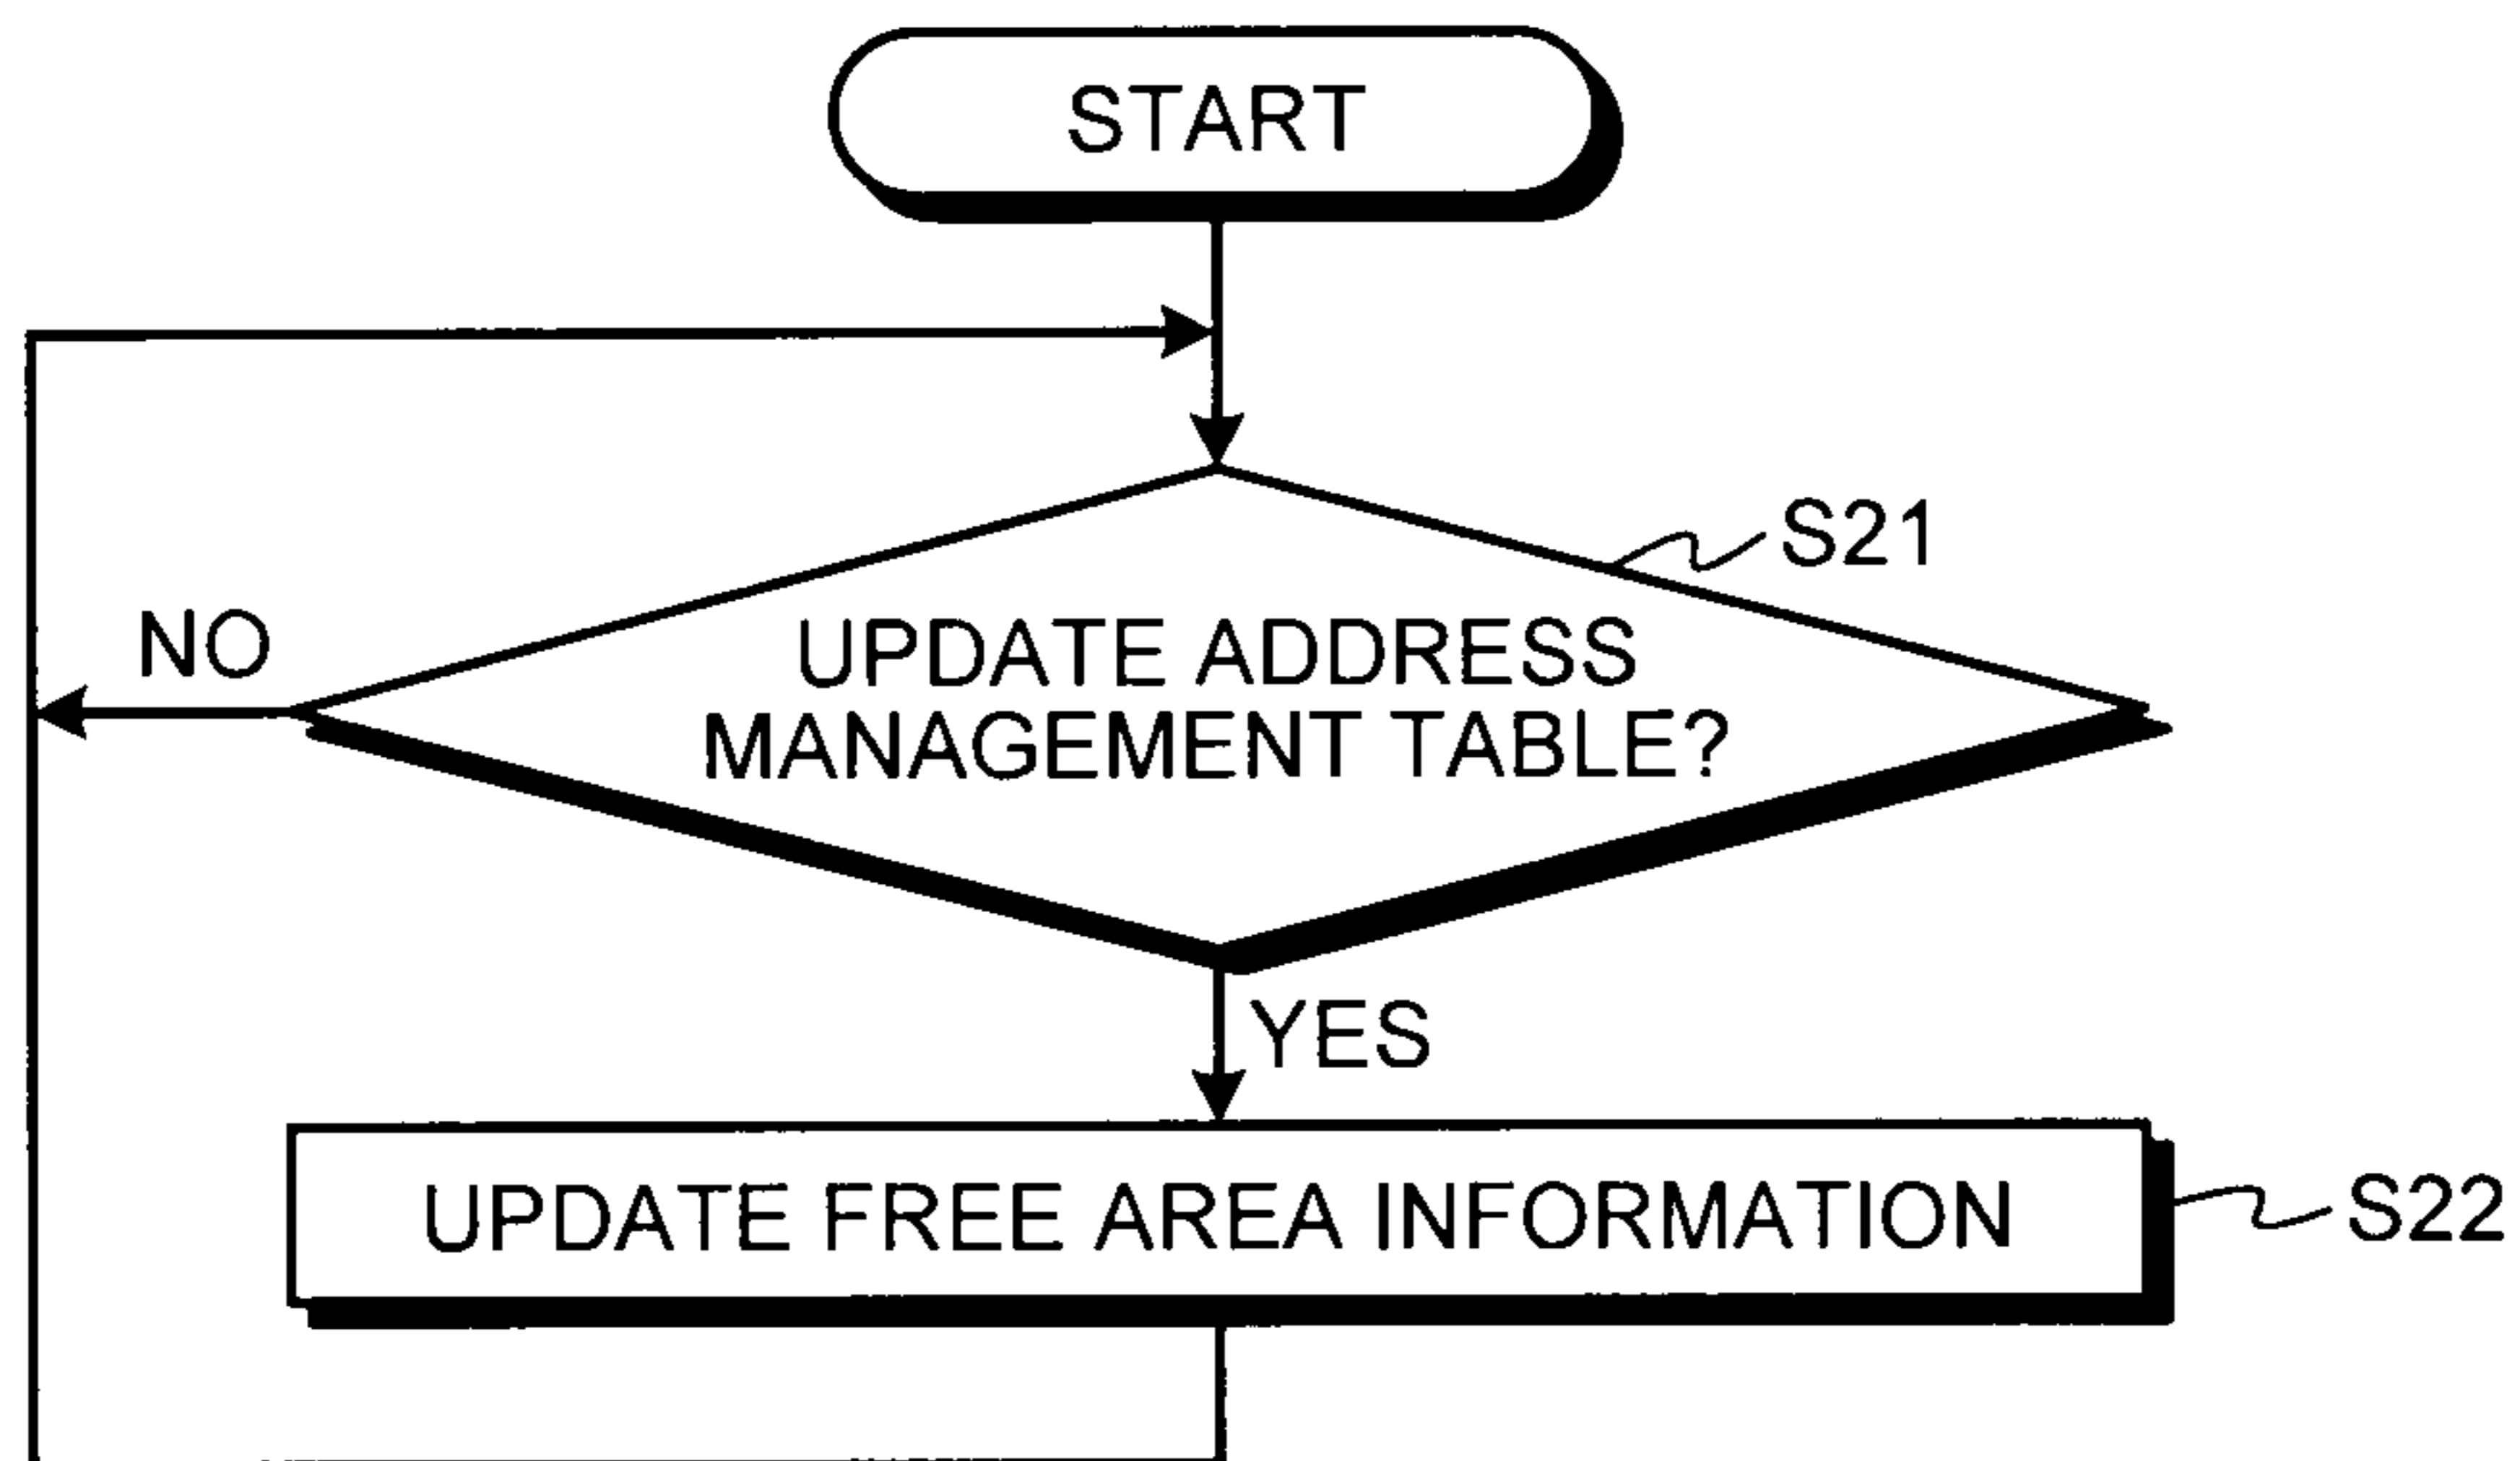 START
S21
NO
UPDATE ADDRESS
MANAGEMENT TABLE?
YES
UPDATE FREE AREA INFORMATION
S22